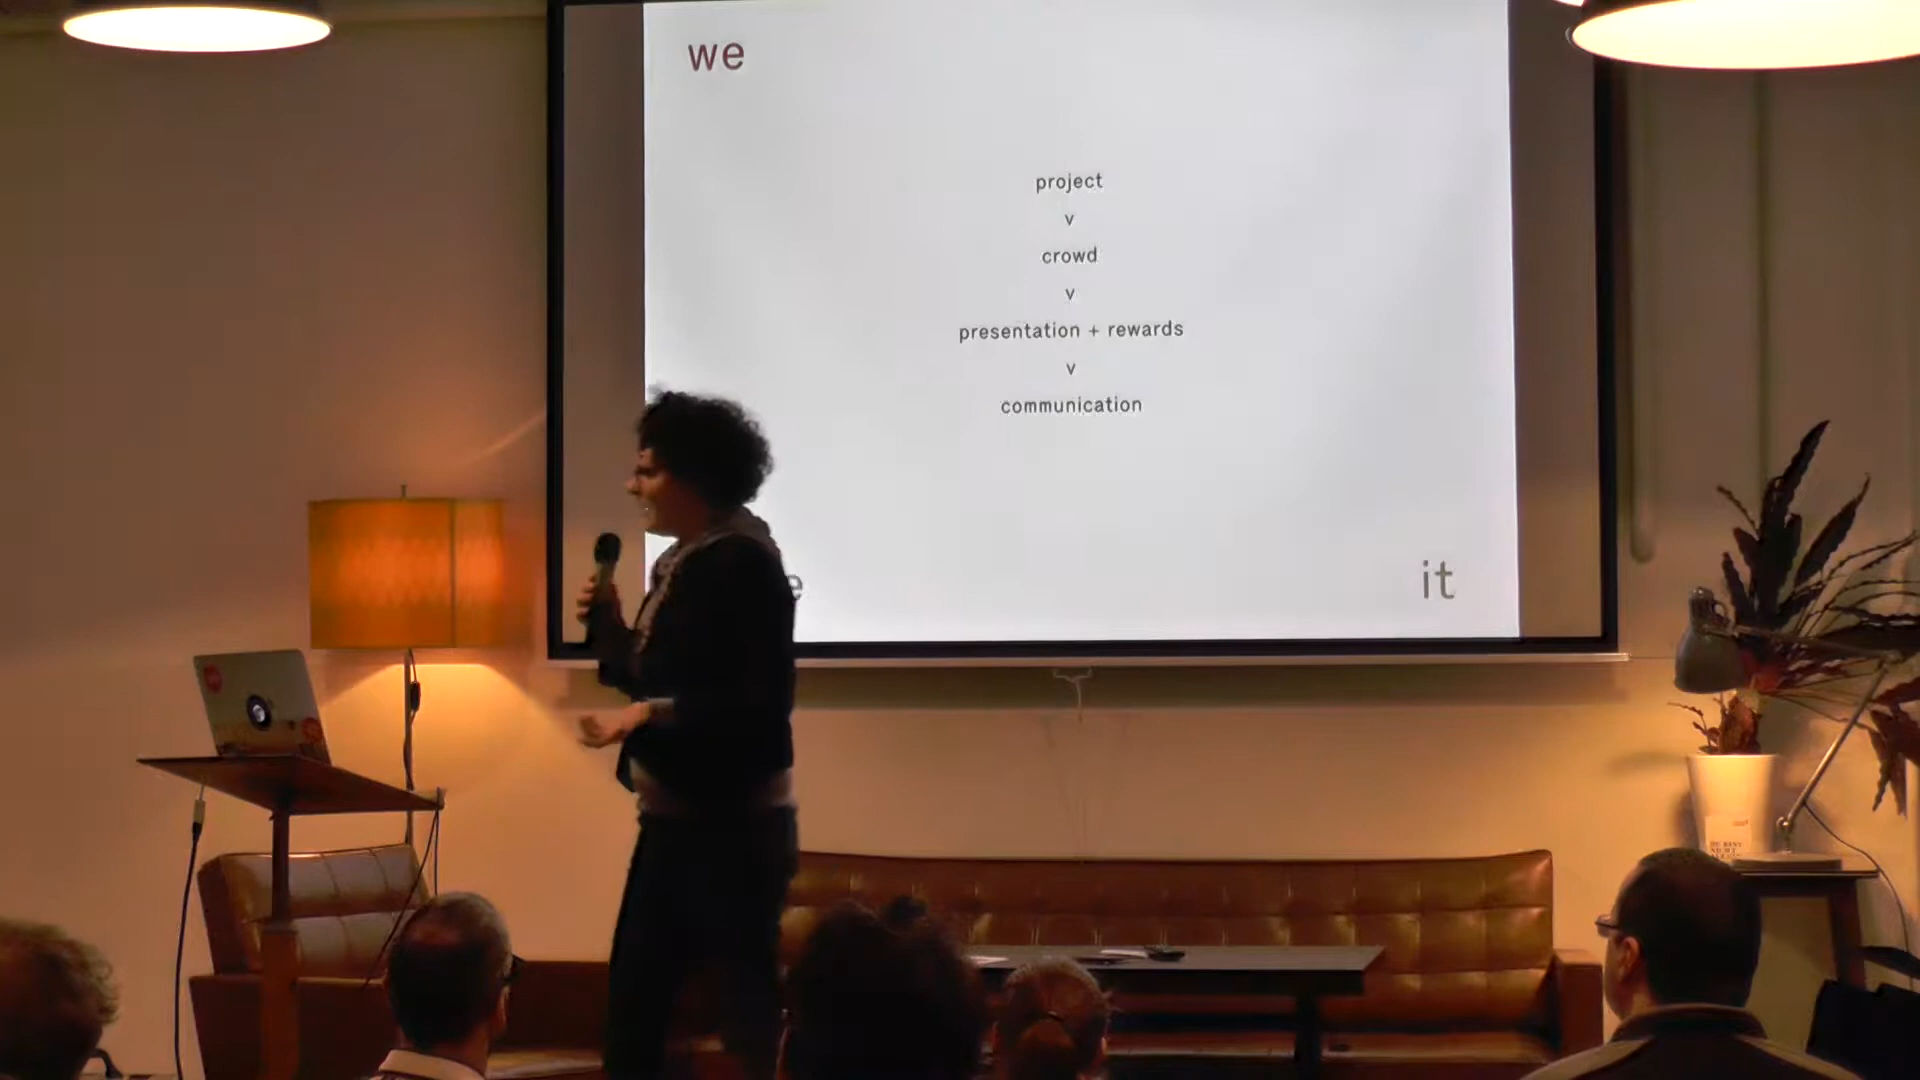 we
project
v
crowd
v
presentation + rewards
v
communication
e
it